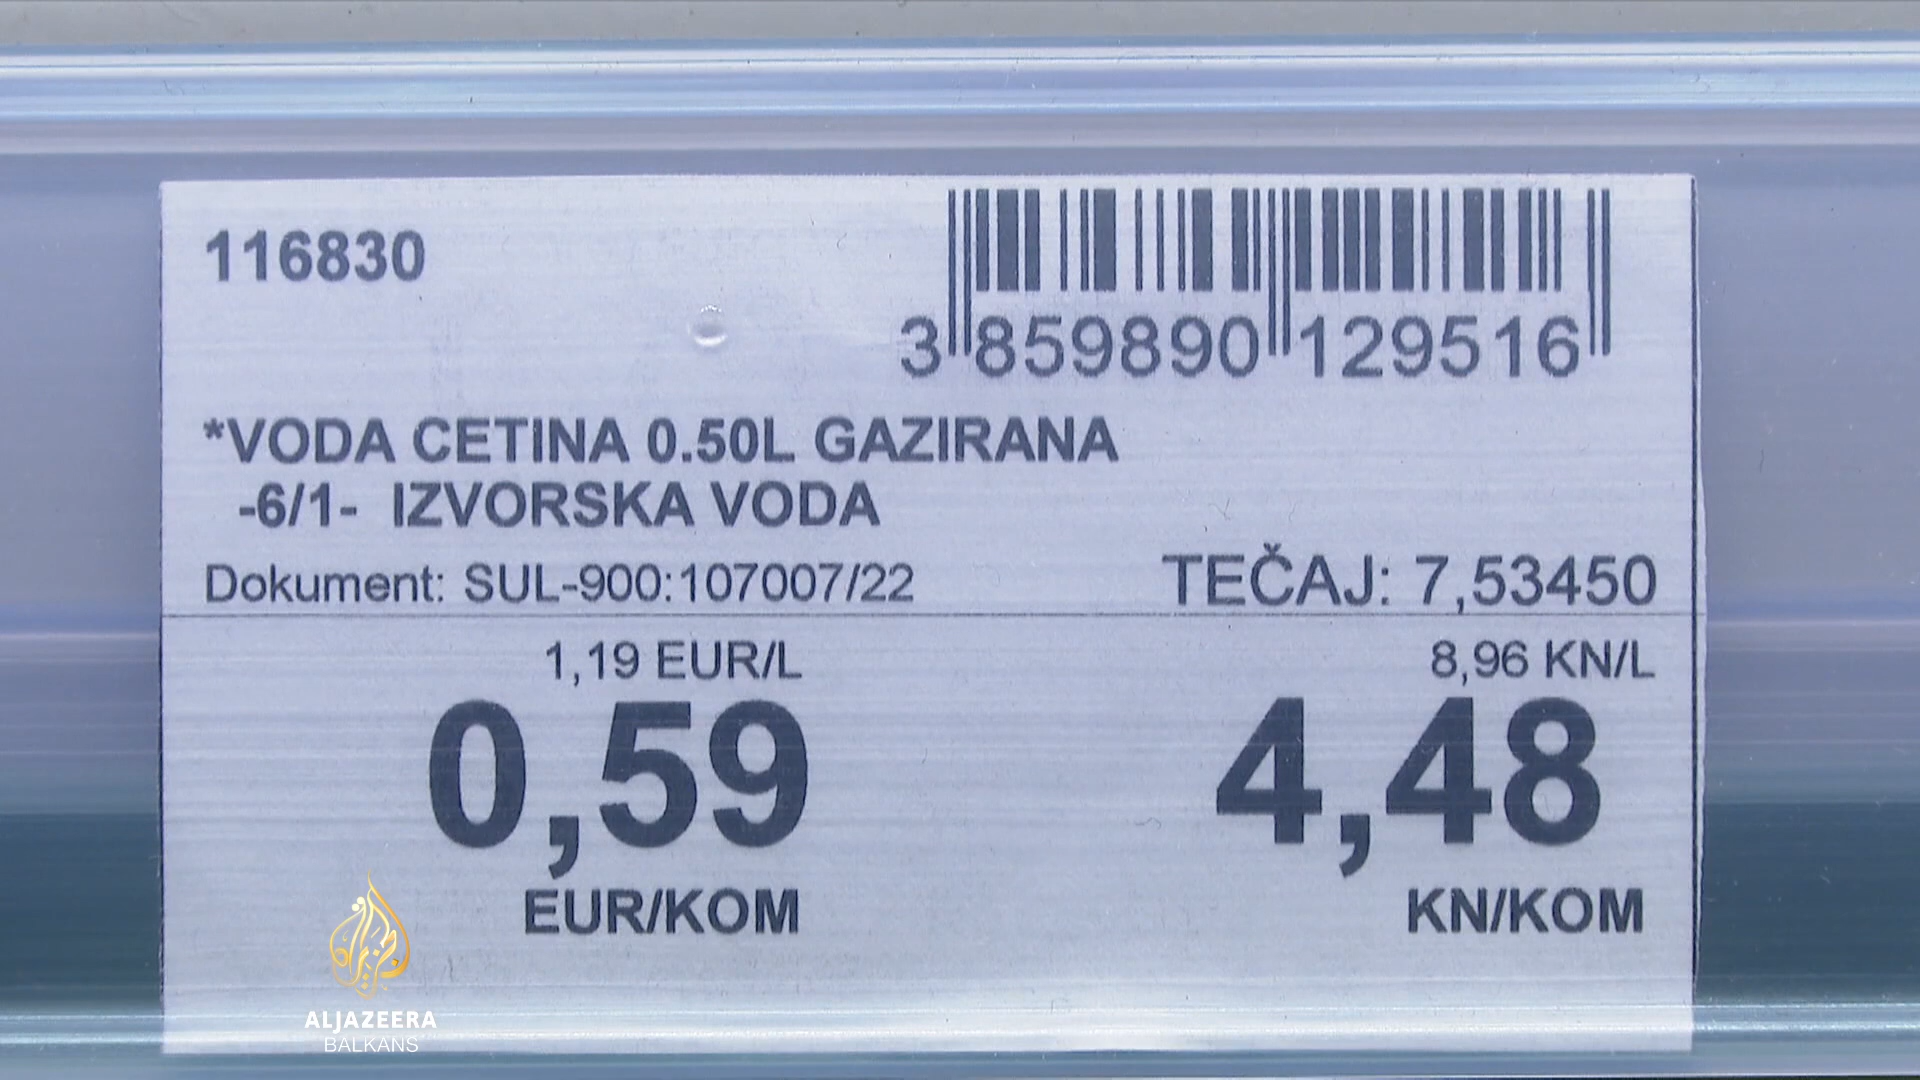 116830
3 859890 129516
*VODA CETINA 0.50L GAZIRANA
-6/1- IZVORSKA VODA
Dokument: SUL-900:107007/22
TEČAJ: 7,53450
1,19 EUR/L
8,96 KN/L
0,59
4,48
EUR/KOM
KN/KOM
ALJAZEERA
BALKANS